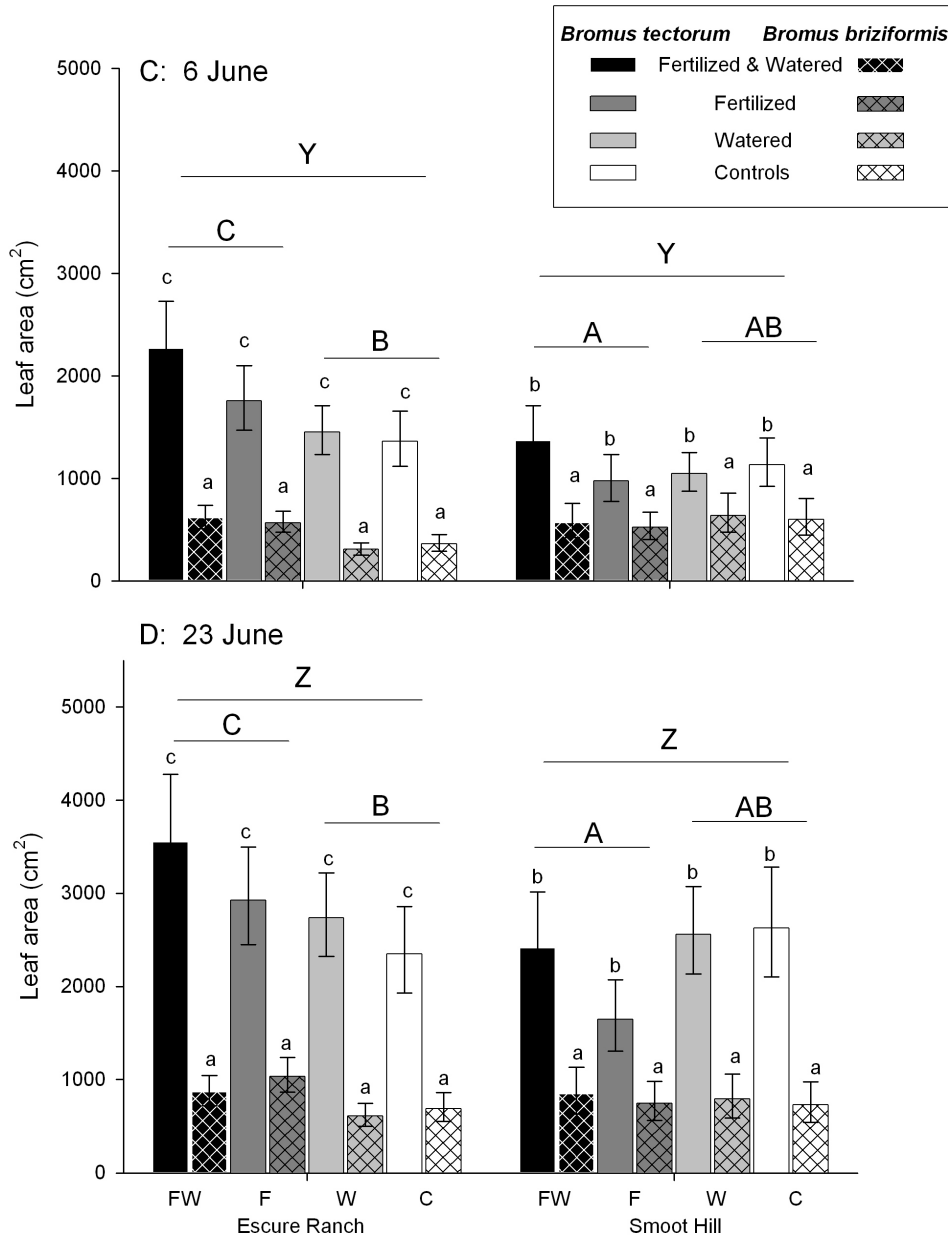 Bromus tectorum Bromus briziformis
Fertilized & Watered
Fertilized
Watered
Controls
C: 6 June
5000
4000
3000
2000
1000
0
Leaf area (cm²)
Y
C
B
c
c
c
c
a
a
a
a
Y
A
AB
b
b
b
b
a
a
a
a
D: 23 June
5000
4000
3000
2000
1000
0
Leaf area (cm²)
Z
C
B
c
c
c
c
a
a
a
a
Z
A
AB
b
b
b
b
a
a
a
a
FW F W C FW F W C
Escure Ranch Smoot Hill